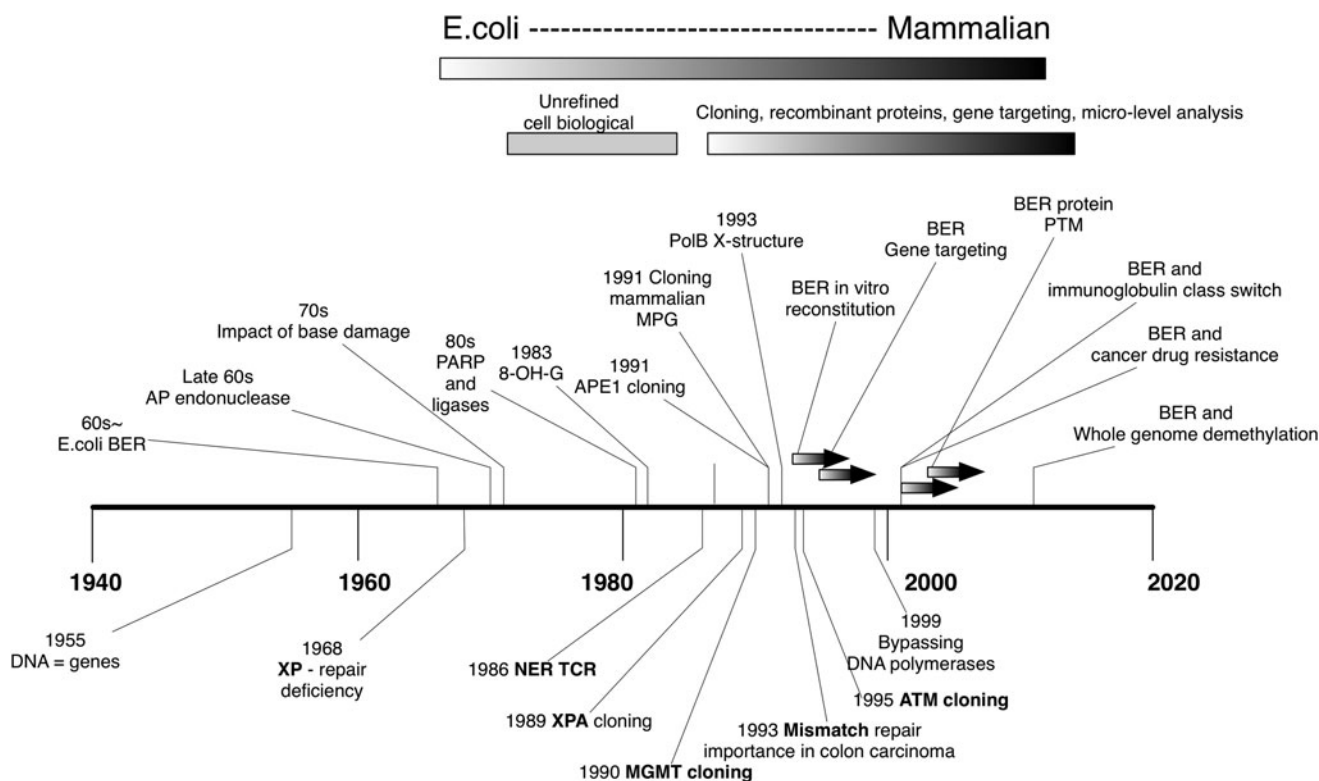 E.coli ---------------------------- Mammalian
Unrefined
cell biological
Cloning, recombinant proteins, gene targeting, micro-level analysis
60s~
E.coli BER
Late 60s
AP endonuclease
70s
Impact of base damage
80s
PARP
and
ligases
1983
8-OH-G
1991
APE1 cloning
1991 Cloning
mammalian
MPG
1993
PolB X-structure
BER in vitro
reconstitution
BER
Gene targeting
BER protein
PTM
BER and
immunoglobulin class switch
BER and
cancer drug resistance
BER and
Whole genome demethylation
1940
1960
1980
2000
2020
1955
DNA = genes
1968
XP - repair
deficiency
1986 NER TCR
1989 XPA cloning
1990 MGMT cloning
1993 Mismatch repair
importance in colon carcinoma
1995 ATM cloning
1999
Bypassing
DNA polymerases